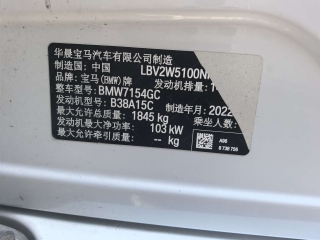 华晨宝马汽车有限公司制造
制造国：中国 LBV2W5100N
品牌：宝马(BMW)牌 发动机排量：1
整车型号：BMW7154GC
发动机型号：B38A15C 制造年月：2022
最大允许总质量：1845 kg 乘坐人数：
发动机最大净功率：103 kW
最大允许牵引质量：-- kg
A96